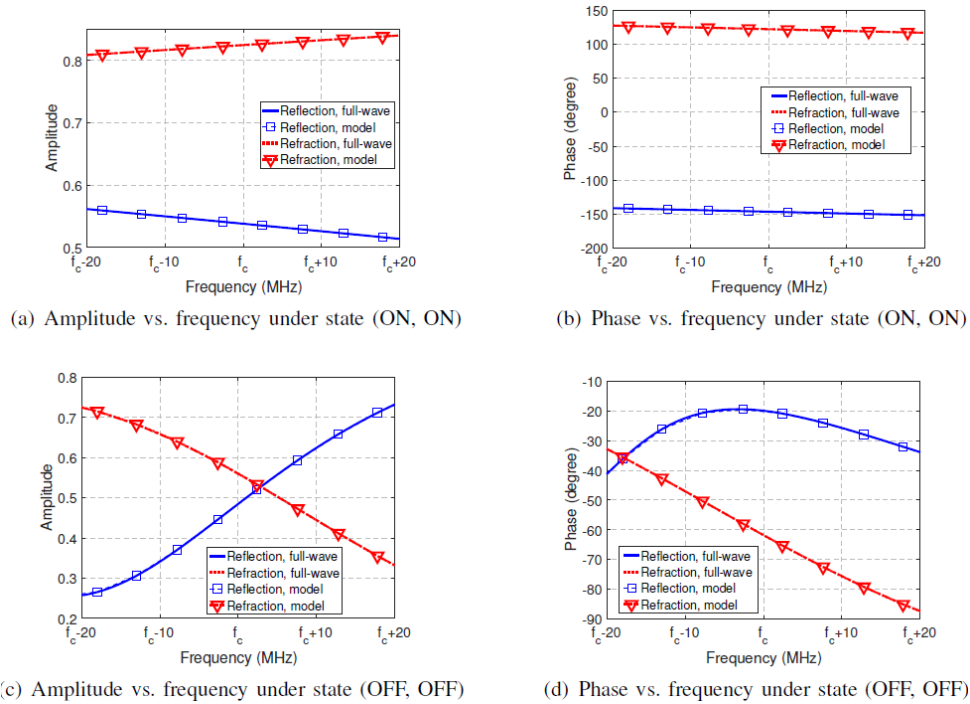 0.8
0.7
0.6
0.5
Amplitude
Reflection, full-wave
Reflection, model
Refraction, full-wave
Refraction, model
f_c-20 f_c-10 f_c f_c+10 f_c+20
Frequency (MHz)
(a) Amplitude vs. frequency under state (ON, ON)
150
100
50
0
-50
-100
-150
-200
Phase (degree)
Reflection, full-wave
Refraction, full-wave
Reflection, model
Refraction, model
f_c-20 f_c-10 f_c f_c+10 f_c+20
Frequency (MHz)
(b) Phase vs. frequency under state (ON, ON)
0.8
0.7
0.6
0.5
0.4
0.3
0.2
Amplitude
Reflection, full-wave
Refraction, full-wave
Reflection, model
Refraction, model
f_c-20 f_c-10 f_c f_c+10 f_c+20
Frequency (MHz)
(c) Amplitude vs. frequency under state (OFF, OFF)
-10
-20
-30
-40
-50
-60
-70
-80
-90
Phase (degree)
Reflection, full-wave
Refraction, full-wave
Reflection, model
Refraction, model
f_c-20 f_c-10 f_c f_c+10 f_c+20
Frequency (MHz)
(d) Phase vs. frequency under state (OFF, OFF)